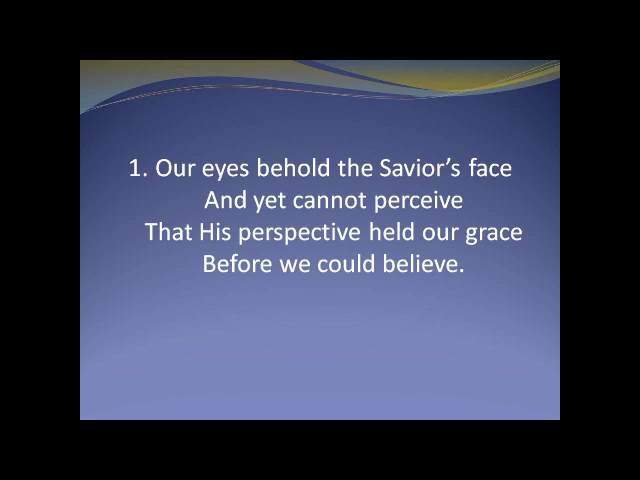 1. Our eyes behold the Savior’s face
And yet cannot perceive
That His perspective held our grace
Before we could believe.